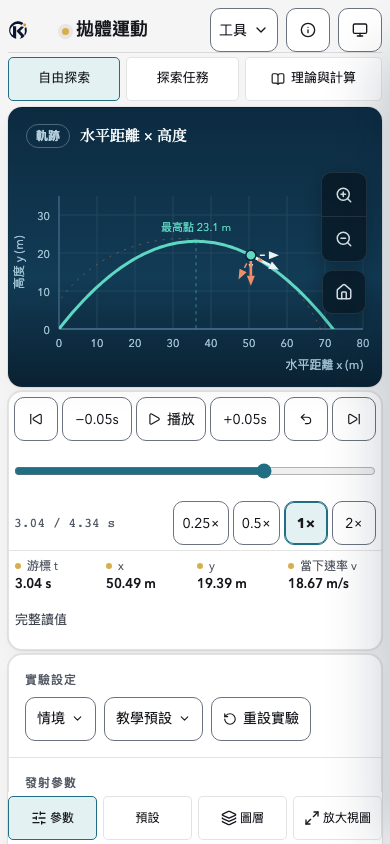 拋體運動
工具
自由探索
探索任務
理論與計算
軌跡
水平距離 × 高度
最高點 23.1 m
高度 y (m)
30
20
10
0
0 10 20 30 40 50 60 70 80
水平距離 x (m)
−0.05s
播放
+0.05s
3.04 / 4.34 s
0.25×
0.5×
1×
2×
游標 t
3.04 s
x
50.49 m
y
19.39 m
當下速率 v
18.67 m/s
完整讀值
實驗設定
情境
教學預設
重設實驗
發射參數
參數
預設
圖層
放大視圖